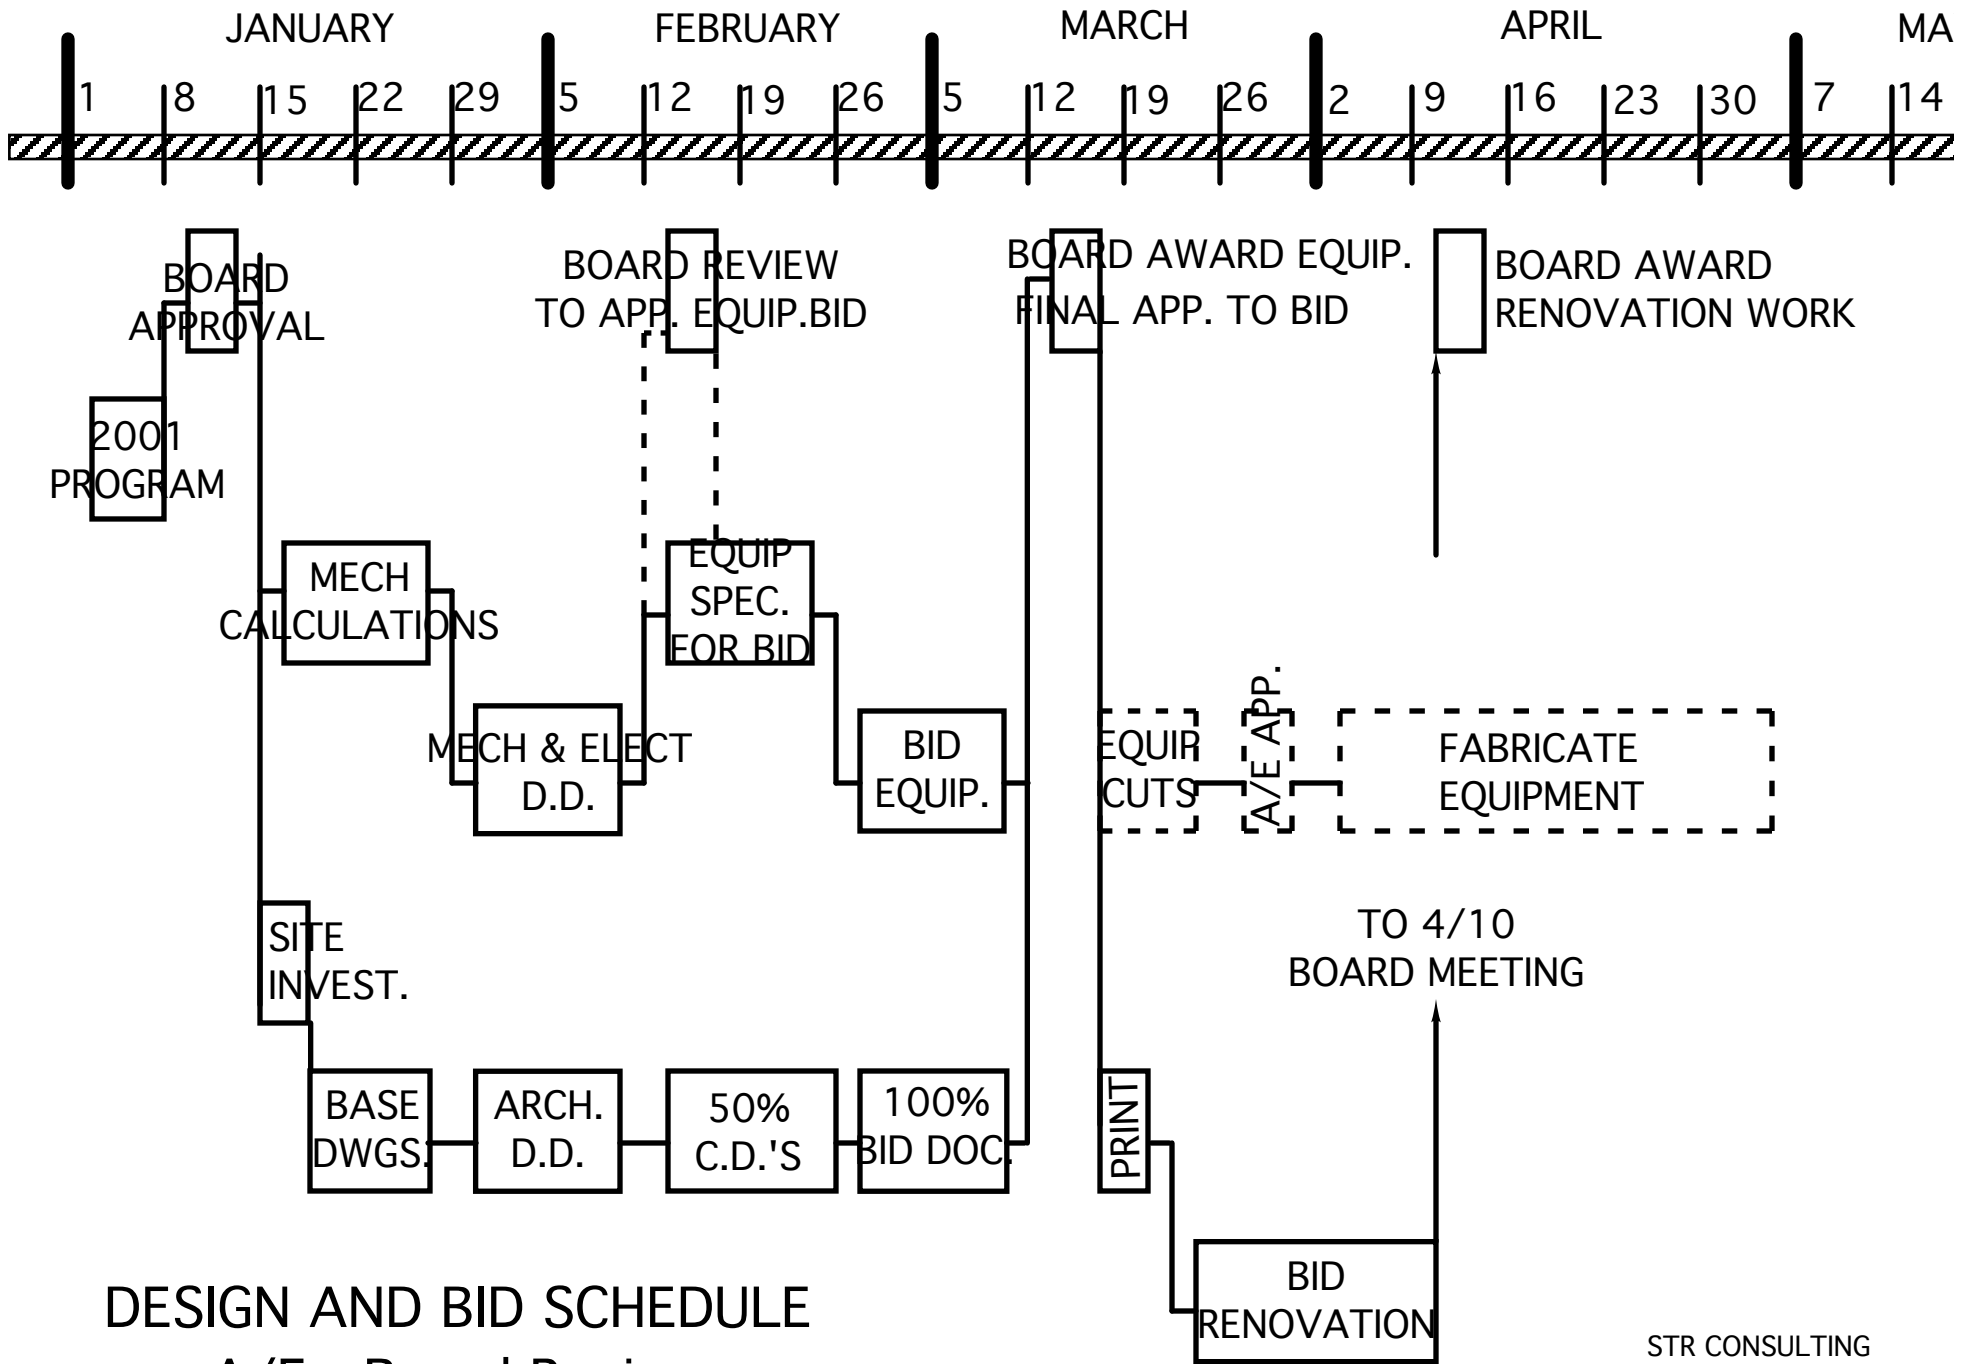 JANUARY
FEBRUARY
MARCH
APRIL
MA
1 8 15 22 29 5 12 19 26 5 12 19 26 2 9 16 23 30 7 14
BOARD
APPROVAL
BOARD REVIEW
TO APP. EQUIP.BID
BOARD AWARD EQUIP.
FINAL APP. TO BID
BOARD AWARD
RENOVATION WORK
2001
PROGRAM
MECH
CALCULATIONS
EQUIP
SPEC.
FOR BID
MECH & ELECT
D.D.
BID
EQUIP.
EQUIP
CUTS
A/E APP.
FABRICATE
EQUIPMENT
SITE
INVEST.
TO 4/10
BOARD MEETING
BASE
DWGS.
ARCH.
D.D.
50%
C.D.'S
100%
BID DOC.
PRINT
BID
RENOVATION
DESIGN AND BID SCHEDULE
STR CONSULTING